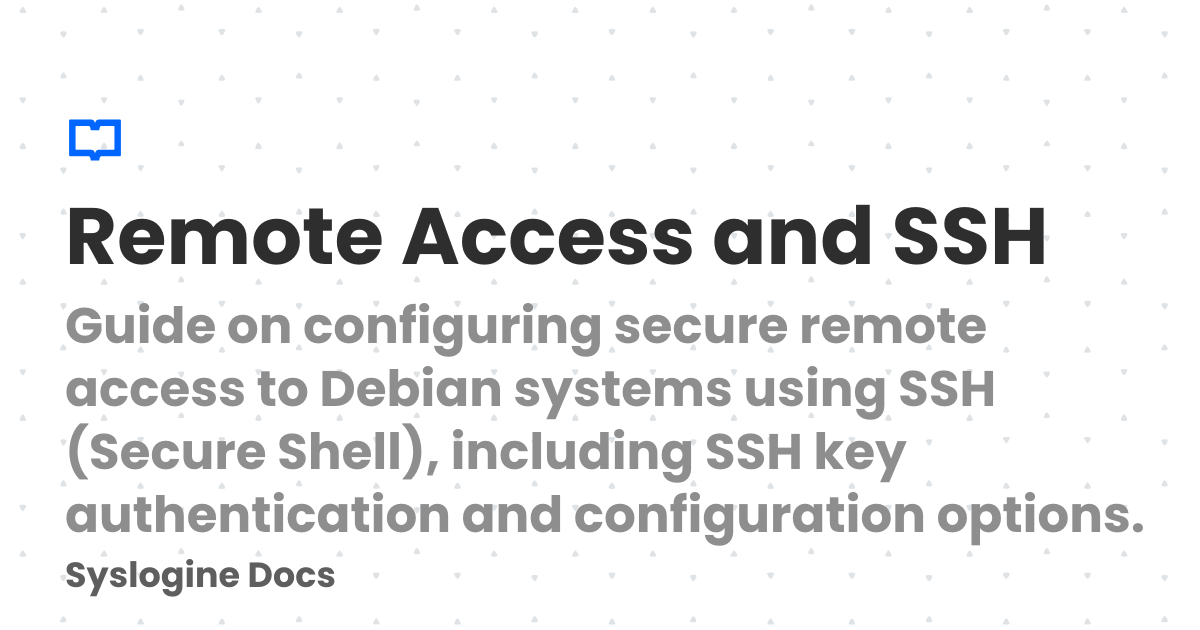 Remote Access and SSH
Guide on configuring secure remote
access to Debian systems using SSH
(Secure Shell), including SSH key
authentication and configuration options.
Syslogine Docs